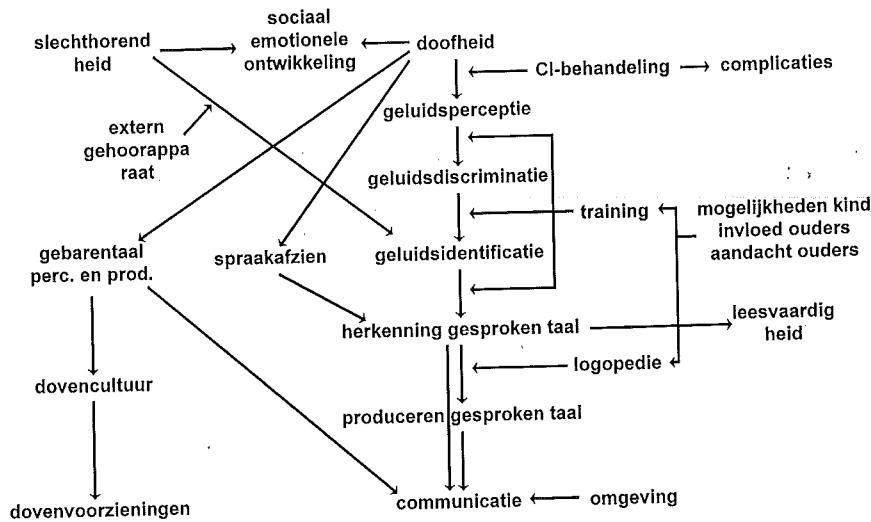 slechthorend
heid
sociaal
emotionele
ontwikkeling
doofheid
CI-behandeling
complicaties
geluidsperceptie
extern
gehoorappa
raat
geluidsdiscriminatie
training
mogelijkheden kind
invloed ouders
aandacht ouders
gebarentaal
perc. en prod.
spraakafzien
geluidsidentificatie
herkenning gesproken taal
leesvaardig
heid
logopedie
dovencultuur
produceren gesproken taal
communicatie
omgeving
dovenvoorzieningen